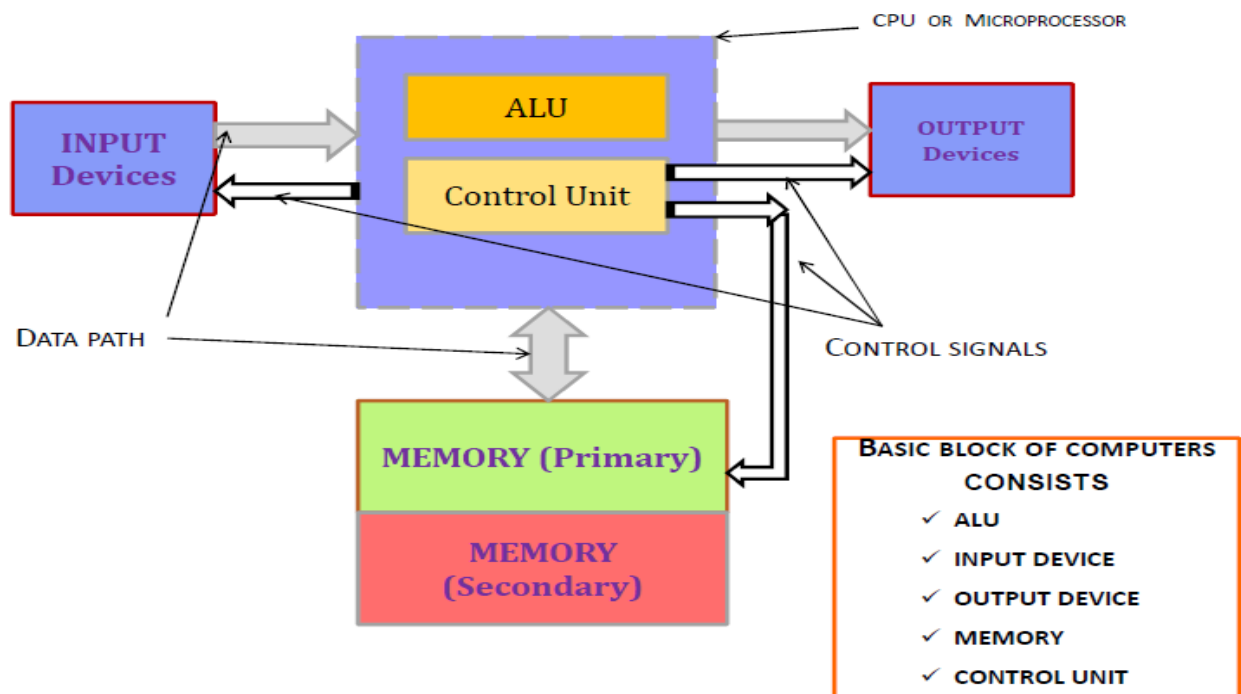 CPU OR MICROPROCESSOR
ALU
INPUT
Devices
OUTPUT
Devices
Control Unit
DATA PATH
CONTROL SIGNALS
MEMORY (Primary)
MEMORY
(Secondary)
BASIC BLOCK OF COMPUTERS
CONSISTS
✓ ALU
✓ INPUT DEVICE
✓ OUTPUT DEVICE
✓ MEMORY
✓ CONTROL UNIT